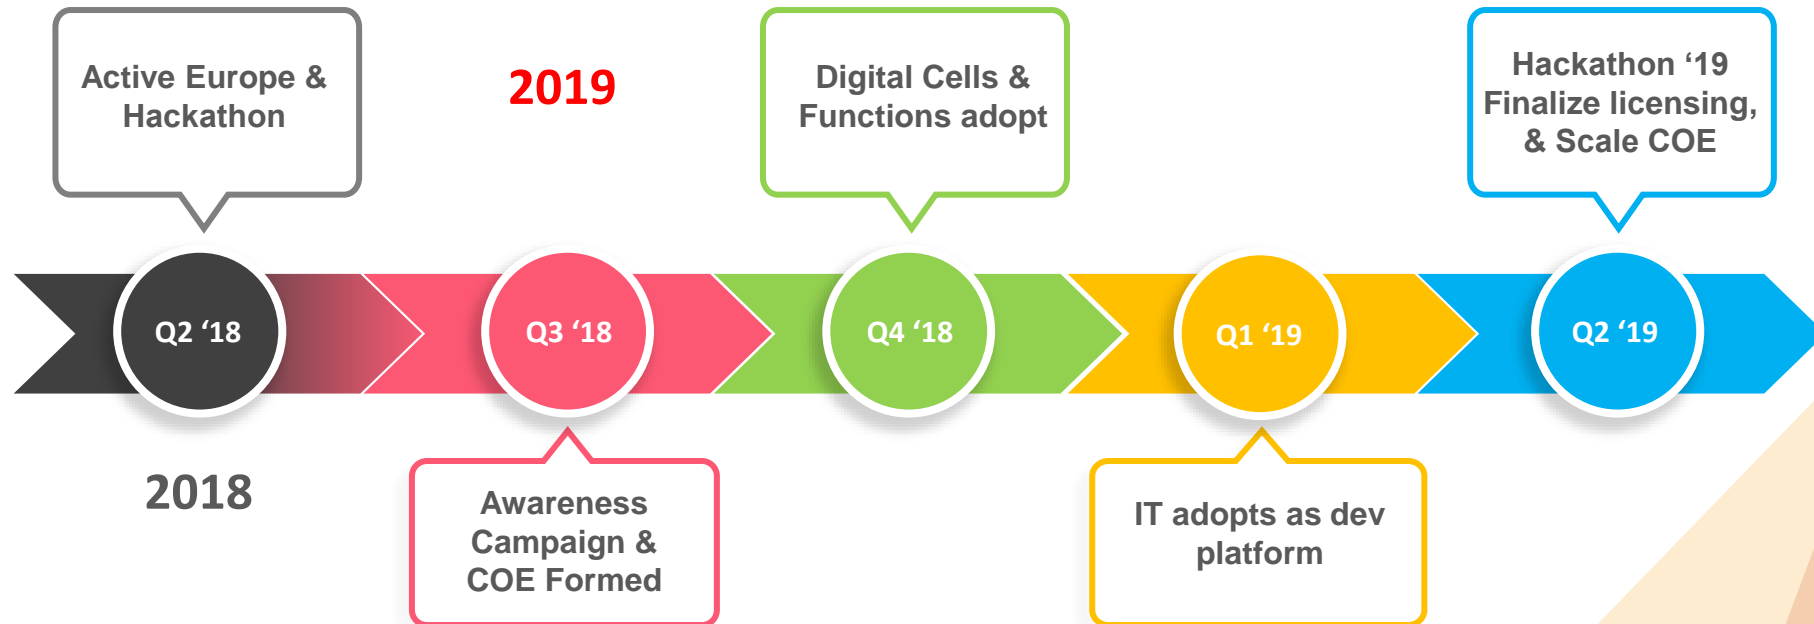 Active Europe &
Hackathon
2019
Digital Cells &
Functions adopt
Hackathon ‘19
Finalize licensing,
& Scale COE
Q2 ‘18
Q3 ‘18
Q4 ‘18
Q1 ‘19
Q2 ‘19
2018
Awareness
Campaign &
COE Formed
IT adopts as dev
platform